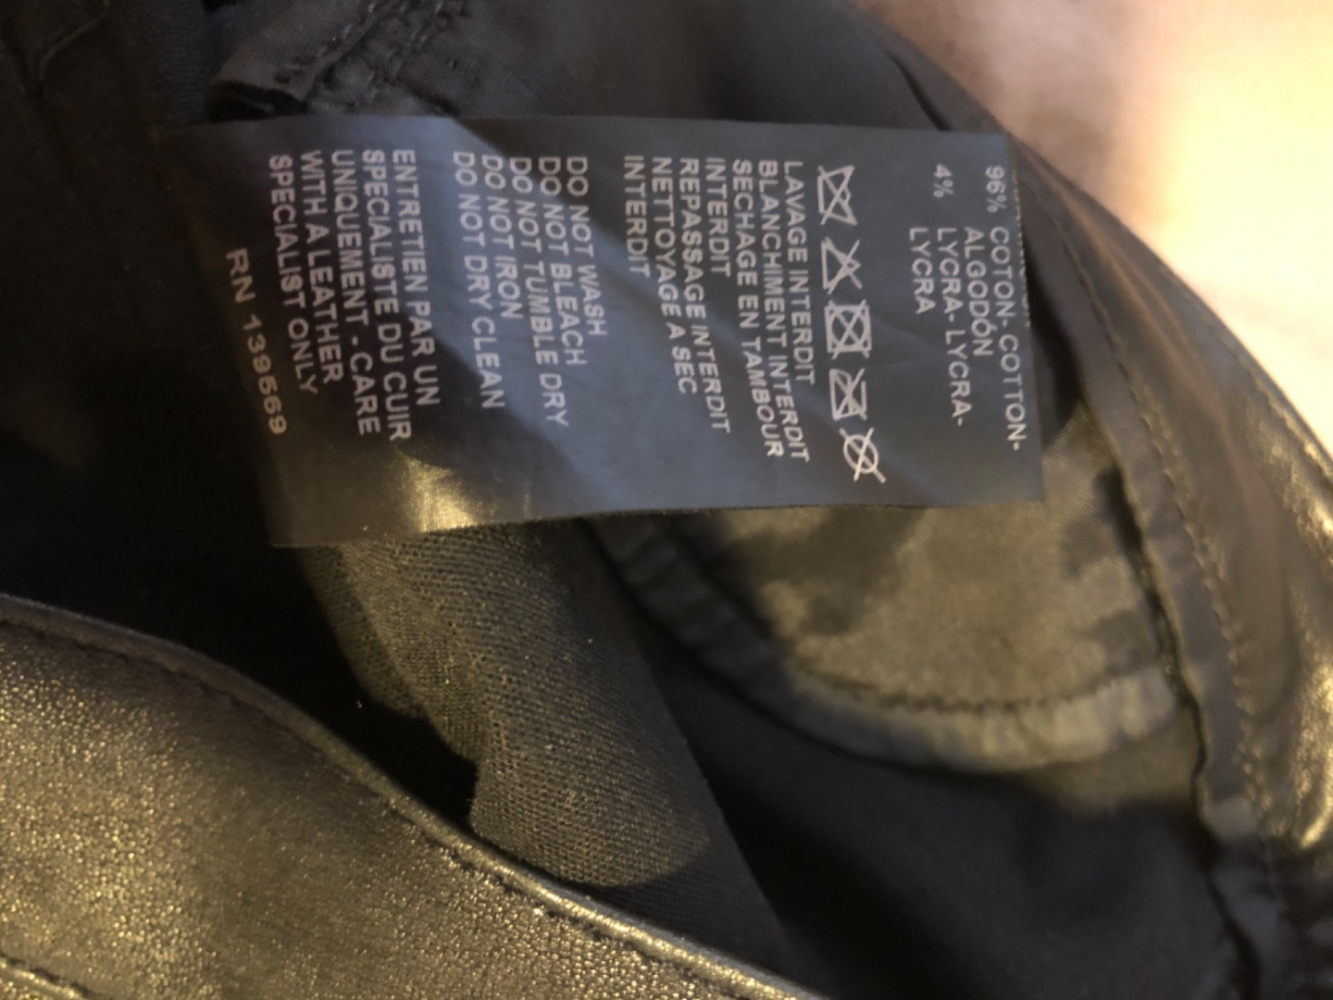 96% COTON- COTTON-
ALGODÓN
4% LYCRA- LYCRA-
LYCRA
LAVAGE INTERDIT
BLANCHIMENT INTERDIT
SECHAGE EN TAMBOUR
INTERDIT
REPASSAGE INTERDIT
NETTOYAGE A SEC
INTERDIT
DO NOT WASH
DO NOT BLEACH
DO NOT TUMBLE DRY
DO NOT IRON
DO NOT DRY CLEAN
ENTRETIEN PAR UN
SPECIALISTE DU CUIR
UNIQUEMENT - CARE
WITH A LEATHER
SPECIALIST ONLY
RN 139569